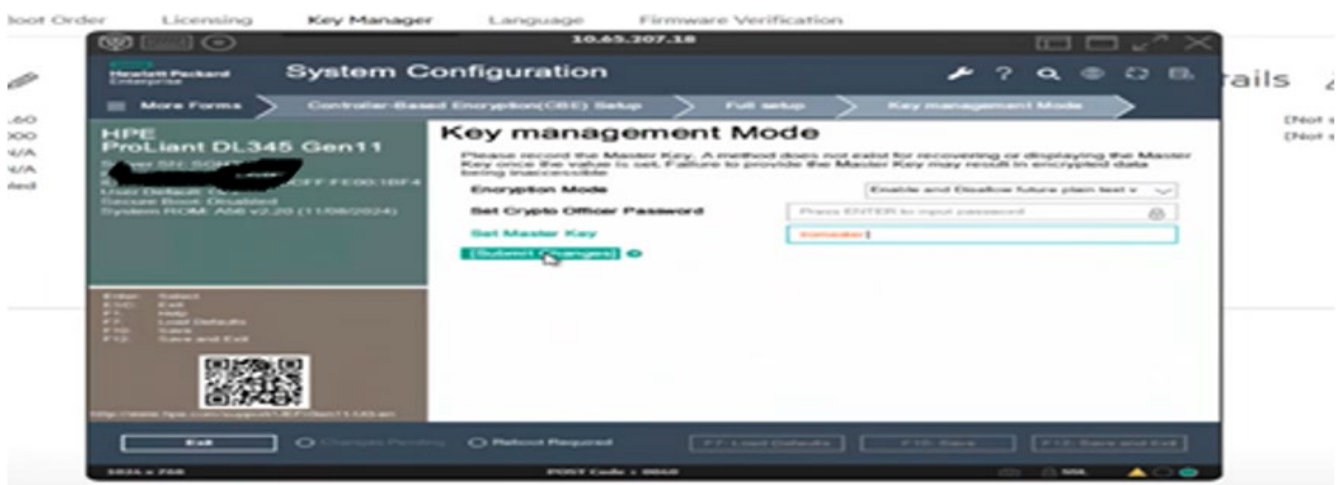 Boot Order Licensing Key Manager Language Firmware Verification
10.65.207.18
Hewlett Packard
Enterprise
System Configuration
More Forms
Controller-Based Encryption(CBE) Setup
Full setup
Key management Mode
HPE
ProLiant DL345 Gen11
Server SN:
User Default:
Secure Boot: Disabled
System ROM: A56 v2.20 (11/08/2024)
Enter: Select
ESC: Exit
F1: Help
F7: Load Defaults
F10: Save
F12: Save and Exit
Key management Mode
Please record the Master Key. A method does not exist for recovering or displaying the Master
Key once the value is set. Failure to provide the Master Key may result in encrypted data
being inaccessible
Encryption Mode
Enable and Disallow future plain text v
Set Crypto Officer Password
Press ENTER to input password
Set Master Key
[Submit Changes]
Exit
Changes Pending
Reboot Required
F7: Load Defaults
F10: Save
F12: Save and Exit
1024 x 768
POST Code : 0060
SSL